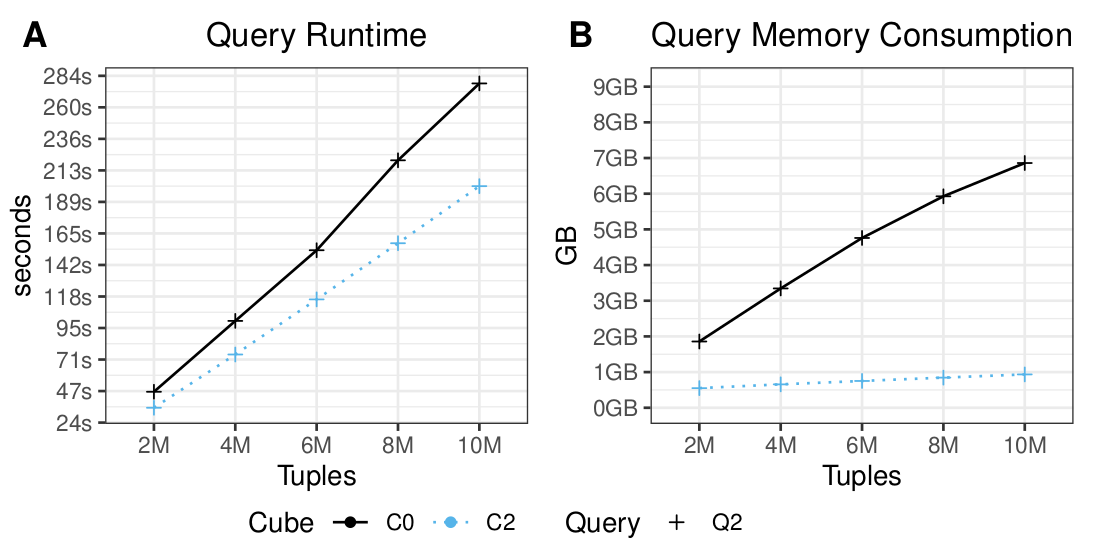 A Query Runtime
seconds
284s
260s
236s
213s
189s
165s
142s
118s
95s
71s
47s
24s
2M 4M 6M 8M 10M
Tuples
B Query Memory Consumption
GB
9GB
8GB
7GB
6GB
5GB
4GB
3GB
2GB
1GB
0GB
2M 4M 6M 8M 10M
Tuples
Cube C0 C2 Query Q2